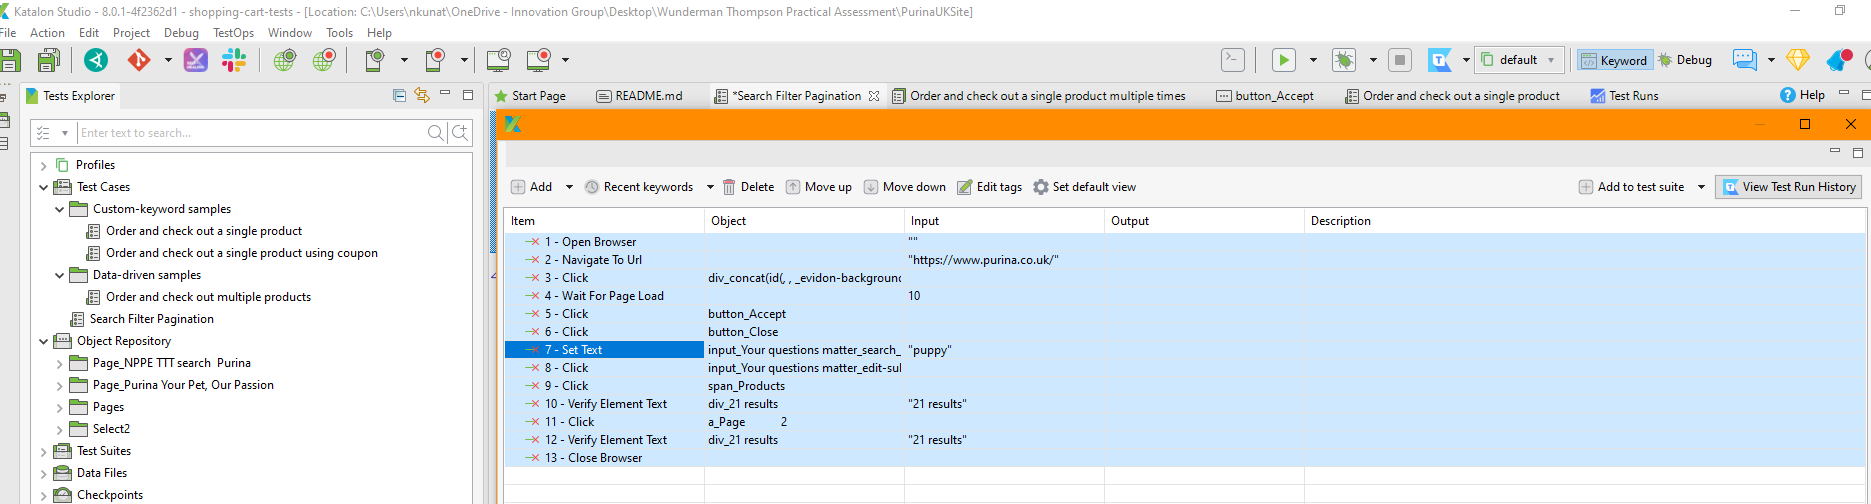 Katalon Studio - 8.0.1-4f2362d1 - shopping-cart-tests - [Location: C:\Users\nkunat\OneDrive - Innovation Group\Desktop\Wunderman Thompson Practical Assessment\PurinaUKSite]
File Action Edit Project Debug TestOps Window Tools Help
default Keyword Debug
Tests Explorer
Start Page README.md *Search Filter Pagination Order and check out a single product multiple times button_Accept Order and check out a single product Test Runs Help
Enter text to search...
Profiles
Test Cases
Custom-keyword samples
Order and check out a single product
Order and check out a single product using coupon
Data-driven samples
Order and check out multiple products
Search Filter Pagination
Object Repository
Page_NPPE TTT search Purina
Page_Purina Your Pet, Our Passion
Pages
Select2
Test Suites
Data Files
Checkpoints
Add Recent keywords Delete Move up Move down Edit tags Set default view Add to test suite View Test Run History
Item Object Input Output Description
1 - Open Browser ""
2 - Navigate To Url "https://www.purina.co.uk/"
3 - Click div_concat(id(, , _evidon-background
4 - Wait For Page Load 10
5 - Click button_Accept
6 - Click button_Close
7 - Set Text input_Your questions matter_search_ "puppy"
8 - Click input_Your questions matter_edit-sul
9 - Click span_Products
10 - Verify Element Text div_21 results "21 results"
11 - Click a_Page 2
12 - Verify Element Text div_21 results "21 results"
13 - Close Browser